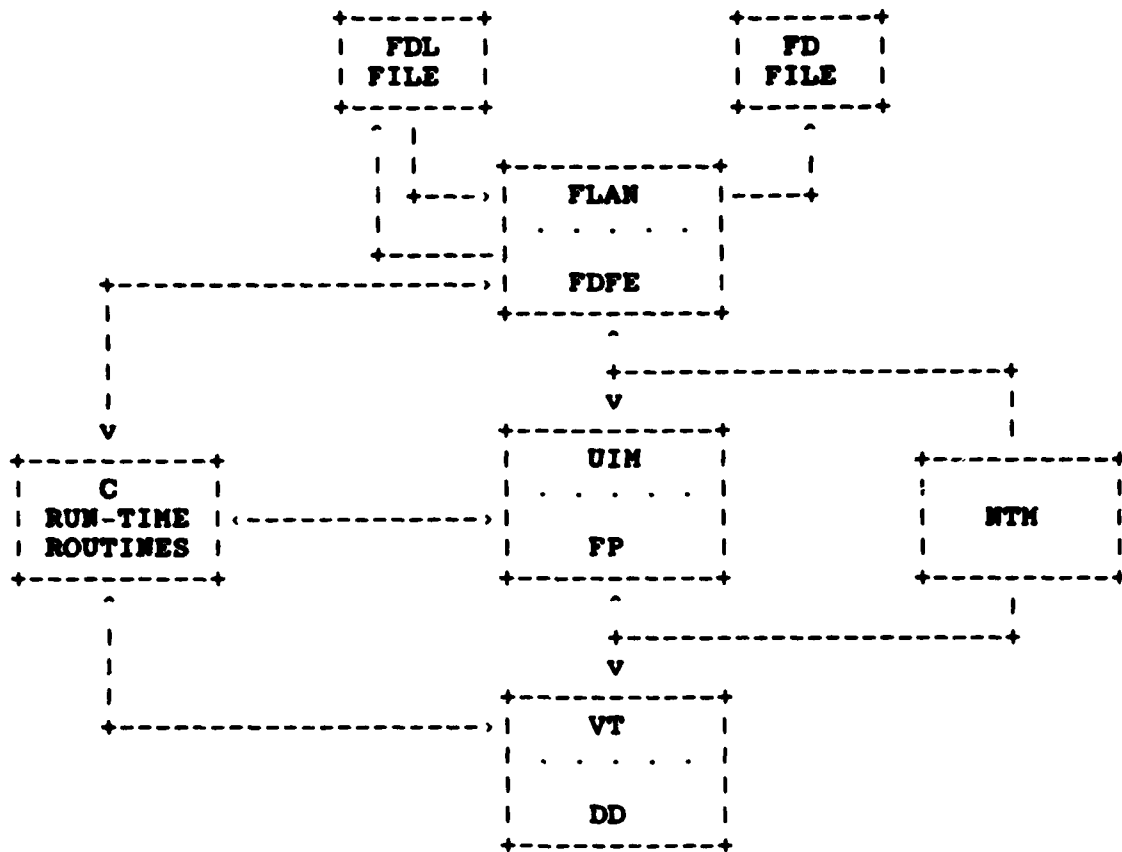 FDL
FILE
FD
FILE
FLAN
FDFE
UIM
FP
C
RUN-TIME
ROUTINES
NTM
VT
DD